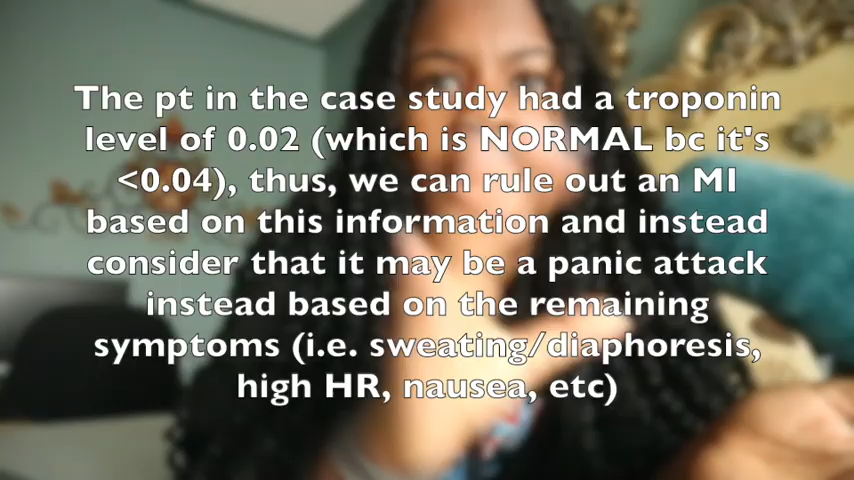 The pt in the case study had a troponin
level of 0.02 (which is NORMAL bc it's
<0.04), thus, we can rule out an MI
based on this information and instead
consider that it may be a panic attack
instead based on the remaining
symptoms (i.e. sweating/diaphoresis,
high HR, nausea, etc)